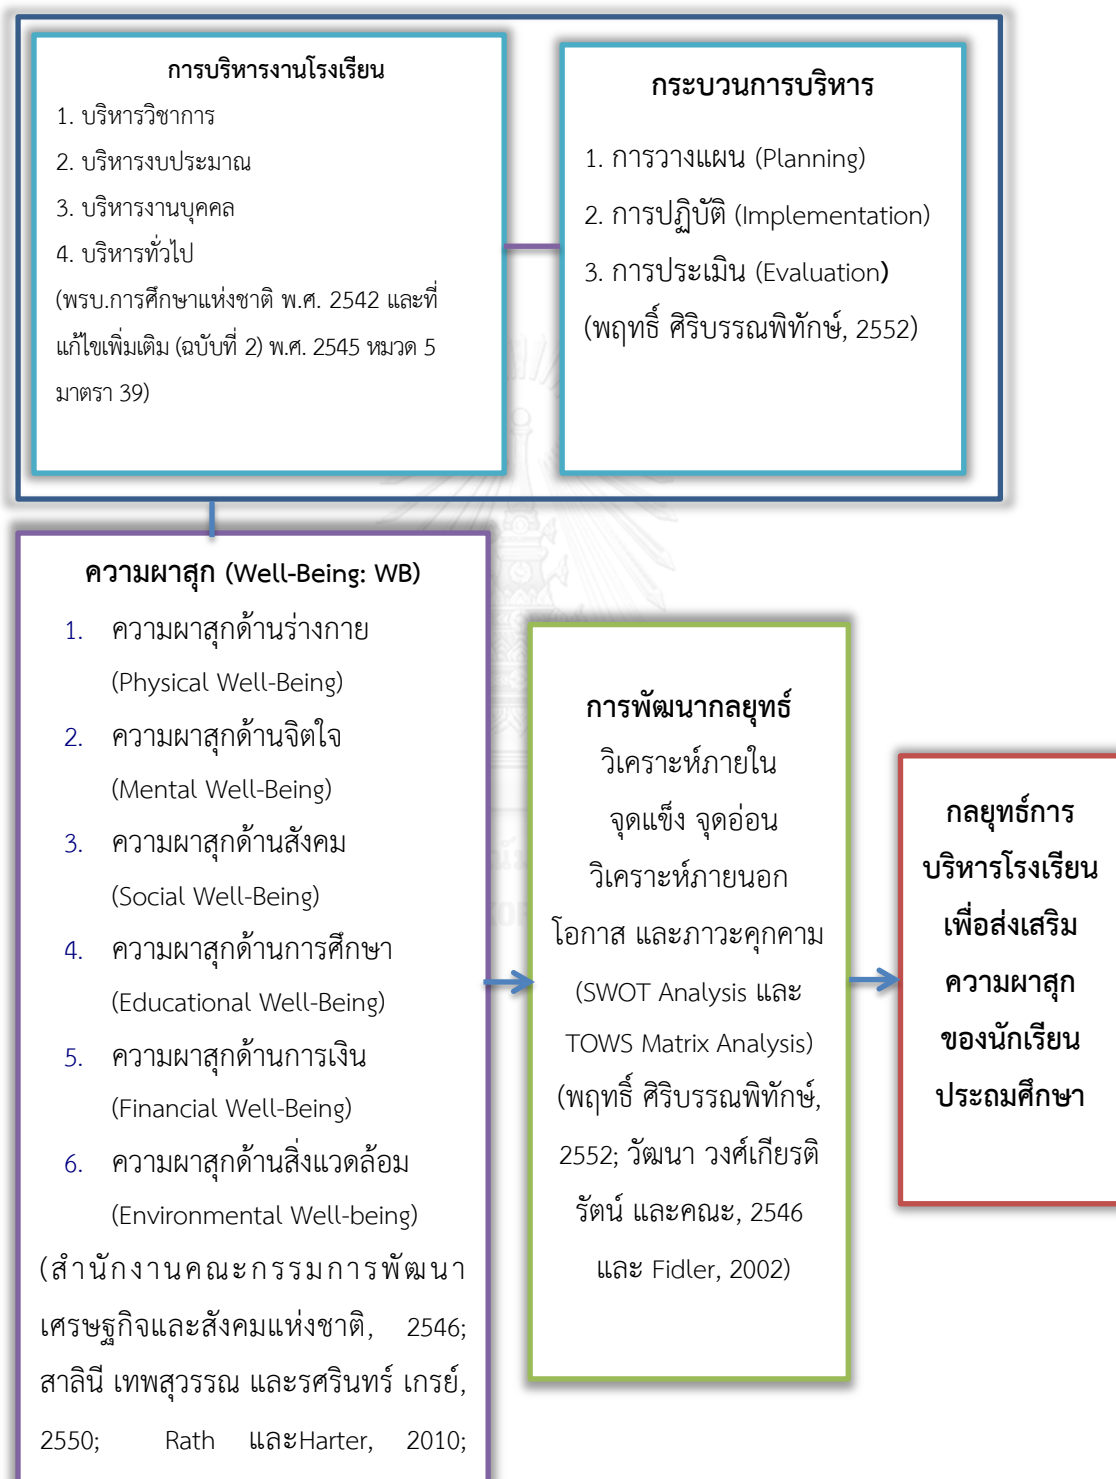 การบริหารงานโรงเรียน
1. บริหารวิชาการ
2. บริหารงบประมาณ
3. บริหารงานบุคคล
4. บริหารทั่วไป
(พรบ.การศึกษาแห่งชาติ พ.ศ. 2542 และที่
แก้ไขเพิ่มเติม (ฉบับที่ 2) พ.ศ. 2545 หมวด 5
มาตรา 39)
กระบวนการบริหาร
1. การวางแผน (Planning)
2. การปฏิบัติ (Implementation)
3. การประเมิน (Evaluation)
(พฤทธิ์ ศิริบรรณพิทักษ์, 2552)
ความผาสุก (Well-Being: WB)
1. ความผาสุกด้านร่างกาย
(Physical Well-Being)
2. ความผาสุกด้านจิตใจ
(Mental Well-Being)
3. ความผาสุกด้านสังคม
(Social Well-Being)
4. ความผาสุกด้านการศึกษา
(Educational Well-Being)
5. ความผาสุกด้านการเงิน
(Financial Well-Being)
6. ความผาสุกด้านสิ่งแวดล้อม
(Environmental Well-being)
(สำนักงานคณะกรรมการพัฒนา
เศรษฐกิจและสังคมแห่งชาติ, 2546;
สาลินี เทพสุวรรณ และรศรินทร์ เกรย์,
2550; Rath และHarter, 2010;
การพัฒนากลยุทธ์
วิเคราะห์ภายใน
จุดแข็ง จุดอ่อน
วิเคราะห์ภายนอก
โอกาส และภาวะคุกคาม
(SWOT Analysis และ
TOWS Matrix Analysis)
(พฤทธิ์ ศิริบรรณพิทักษ์,
2552; วัฒนา วงศ์เกียรติ
รัตน์ และคณะ, 2546
และ Fidler, 2002)
กลยุทธ์การ
บริหารโรงเรียน
เพื่อส่งเสริม
ความผาสุก
ของนักเรียน
ประถมศึกษา